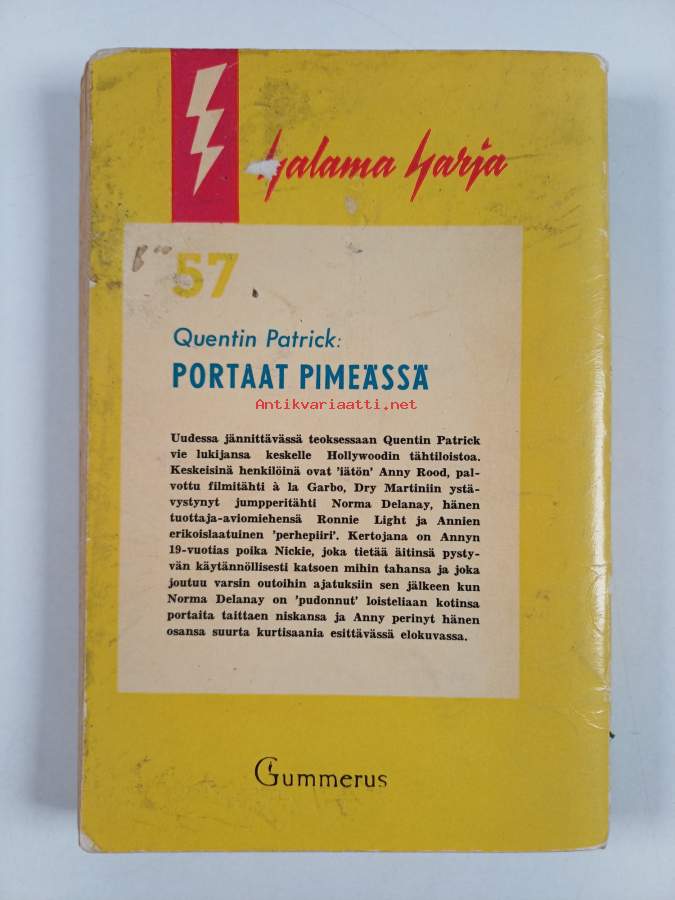 Salama Sarja
57
Quentin Patrick:
PORTAAT PIMEÄSSÄ
Antikvariaatti.net
Uudessa jännittävässä teoksessaan Quentin Patrick
vie lukijansa keskelle Hollywoodin tähtiloistoa.
Keskeisinä henkilöinä ovat 'iätön' Anny Rood, pal-
vottu filmitähti à la Garbo, Dry Martiniin ystä-
vystynyt jumpperitähti Norma Delanay, hänen
tuottaja-aviomiehensä Ronnie Light ja Annien
erikoislaatuinen 'perhepiiri'. Kertojana on Annyn
19-vuotias poika Nickie, joka tietää äitinsä pysty-
vän käytännöllisesti katsoen mihin tahansa ja joka
joutuu varsin outoihin ajatuksiin sen jälkeen kun
Norma Delanay on 'pudonnut' loisteliaan kotinsa
portaita taittaen niskansa ja Anny perinyt hänen
osansa suurta kurtisaania esittävässä elokuvassa.
Gummerus